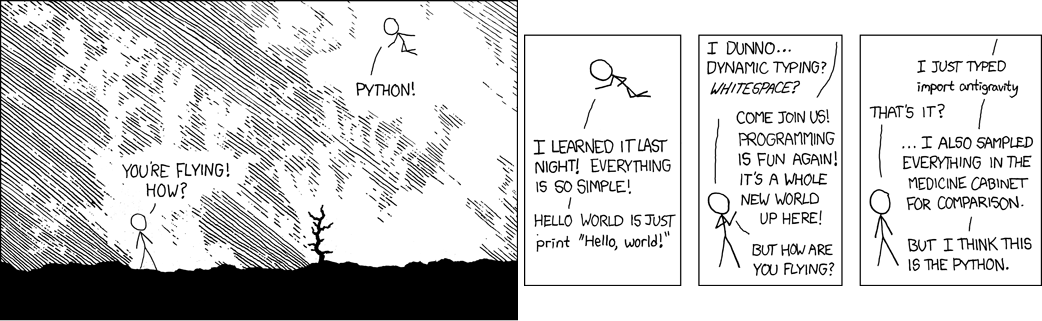 YOU'RE FLYING!
HOW?
PYTHON!
I LEARNED IT LAST
NIGHT! EVERYTHING
IS SO SIMPLE!
HELLO WORLD IS JUST
print "Hello, world!"
I DUNNO...
DYNAMIC TYPING?
WHITESPACE?
COME JOIN US!
PROGRAMMING
IS FUN AGAIN!
IT'S A WHOLE
NEW WORLD
UP HERE!
BUT HOW ARE
YOU FLYING?
I JUST TYPED
import antigravity
THAT'S IT?
... I ALSO SAMPLED
EVERYTHING IN THE
MEDICINE CABINET
FOR COMPARISON.
BUT I THINK THIS
IS THE PYTHON.